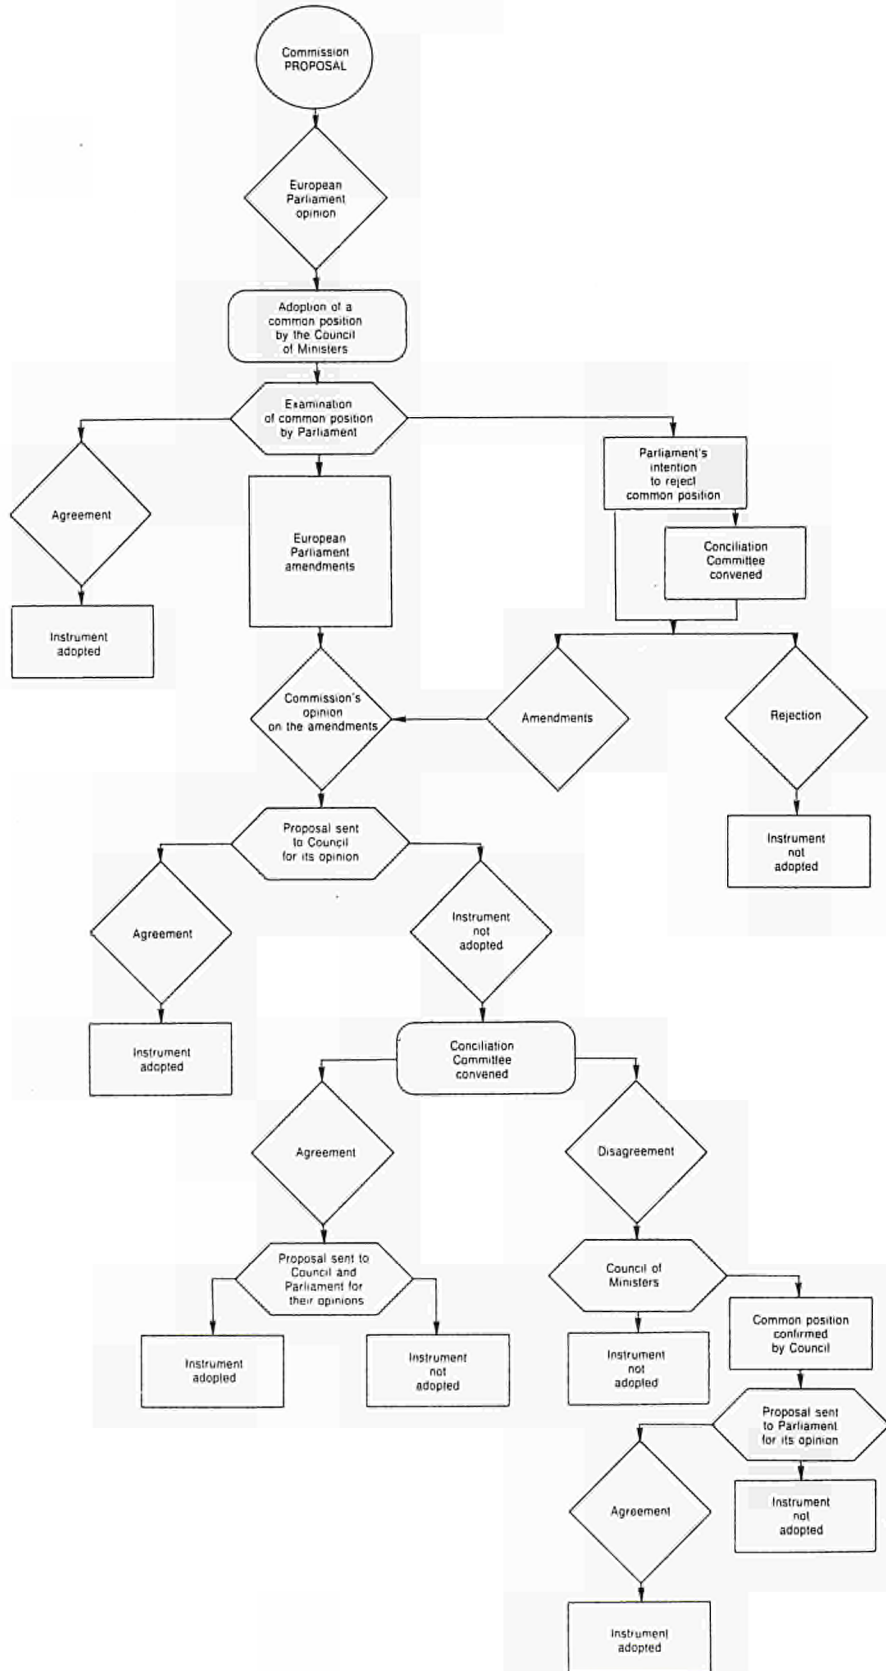 Commission
PROPOSAL
European
Parliament
opinion
Adoption of a
common position
by the Council
of Ministers
Examination
of common position
by Parliament
Agreement
Instrument
adopted
European
Parliament
amendments
Parliament's
intention
to reject
common position
Conciliation
Committee
convened
Commission's
opinion
on the amendments
Amendments
Rejection
Instrument
not
adopted
Proposal sent
to Council
for its opinion
Agreement
Instrument
adopted
Instrument
not
adopted
Conciliation
Committee
convened
Agreement
Disagreement
Proposal sent to
Council and
Parliament for
their opinions
Instrument
adopted
Instrument
not
adopted
Council of
Ministers
Instrument
not
adopted
Common position
confirmed
by Council
Proposal sent
to Parliament
for its opinion
Agreement
Instrument
not
adopted
Instrument
adopted